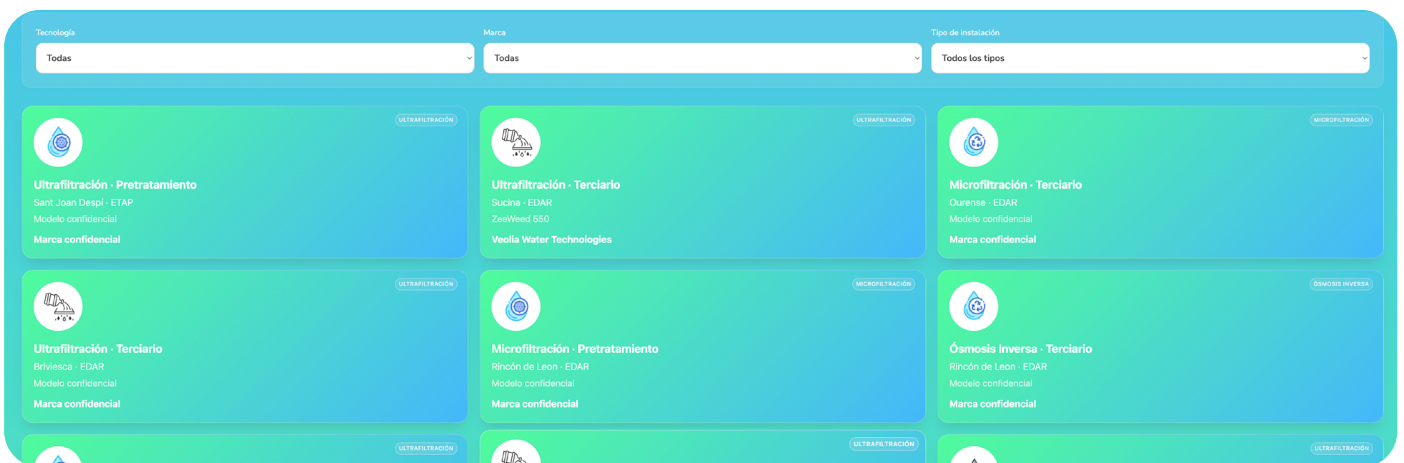 Tecnología
Todas
Marca
Todas
Tipo de instalación
Todos los tipos
ULTRAFILTRACIÓN
Ultrafiltración · Pretratamiento
Sant Joan Despí · ETAP
Modelo confidencial
Marca confidencial
ULTRAFILTRACIÓN
Ultrafiltración · Terciario
Sucina · EDAR
ZeeWeed 550
Veolia Water Technologies
MICROFILTRACIÓN
Microfiltración · Terciario
Ourense · EDAR
Modelo confidencial
Marca confidencial
ULTRAFILTRACIÓN
Ultrafiltración · Terciario
Briviesca · EDAR
Modelo confidencial
Marca confidencial
MICROFILTRACIÓN
Microfiltración · Pretratamiento
Rincón de Leon · EDAR
Modelo confidencial
Marca confidencial
ÓSMOSIS INVERSA
Ósmosis Inversa · Terciario
Rincón de Leon · EDAR
Modelo confidencial
Marca confidencial
ULTRAFILTRACIÓN
ULTRAFILTRACIÓN
ULTRAFILTRACIÓN